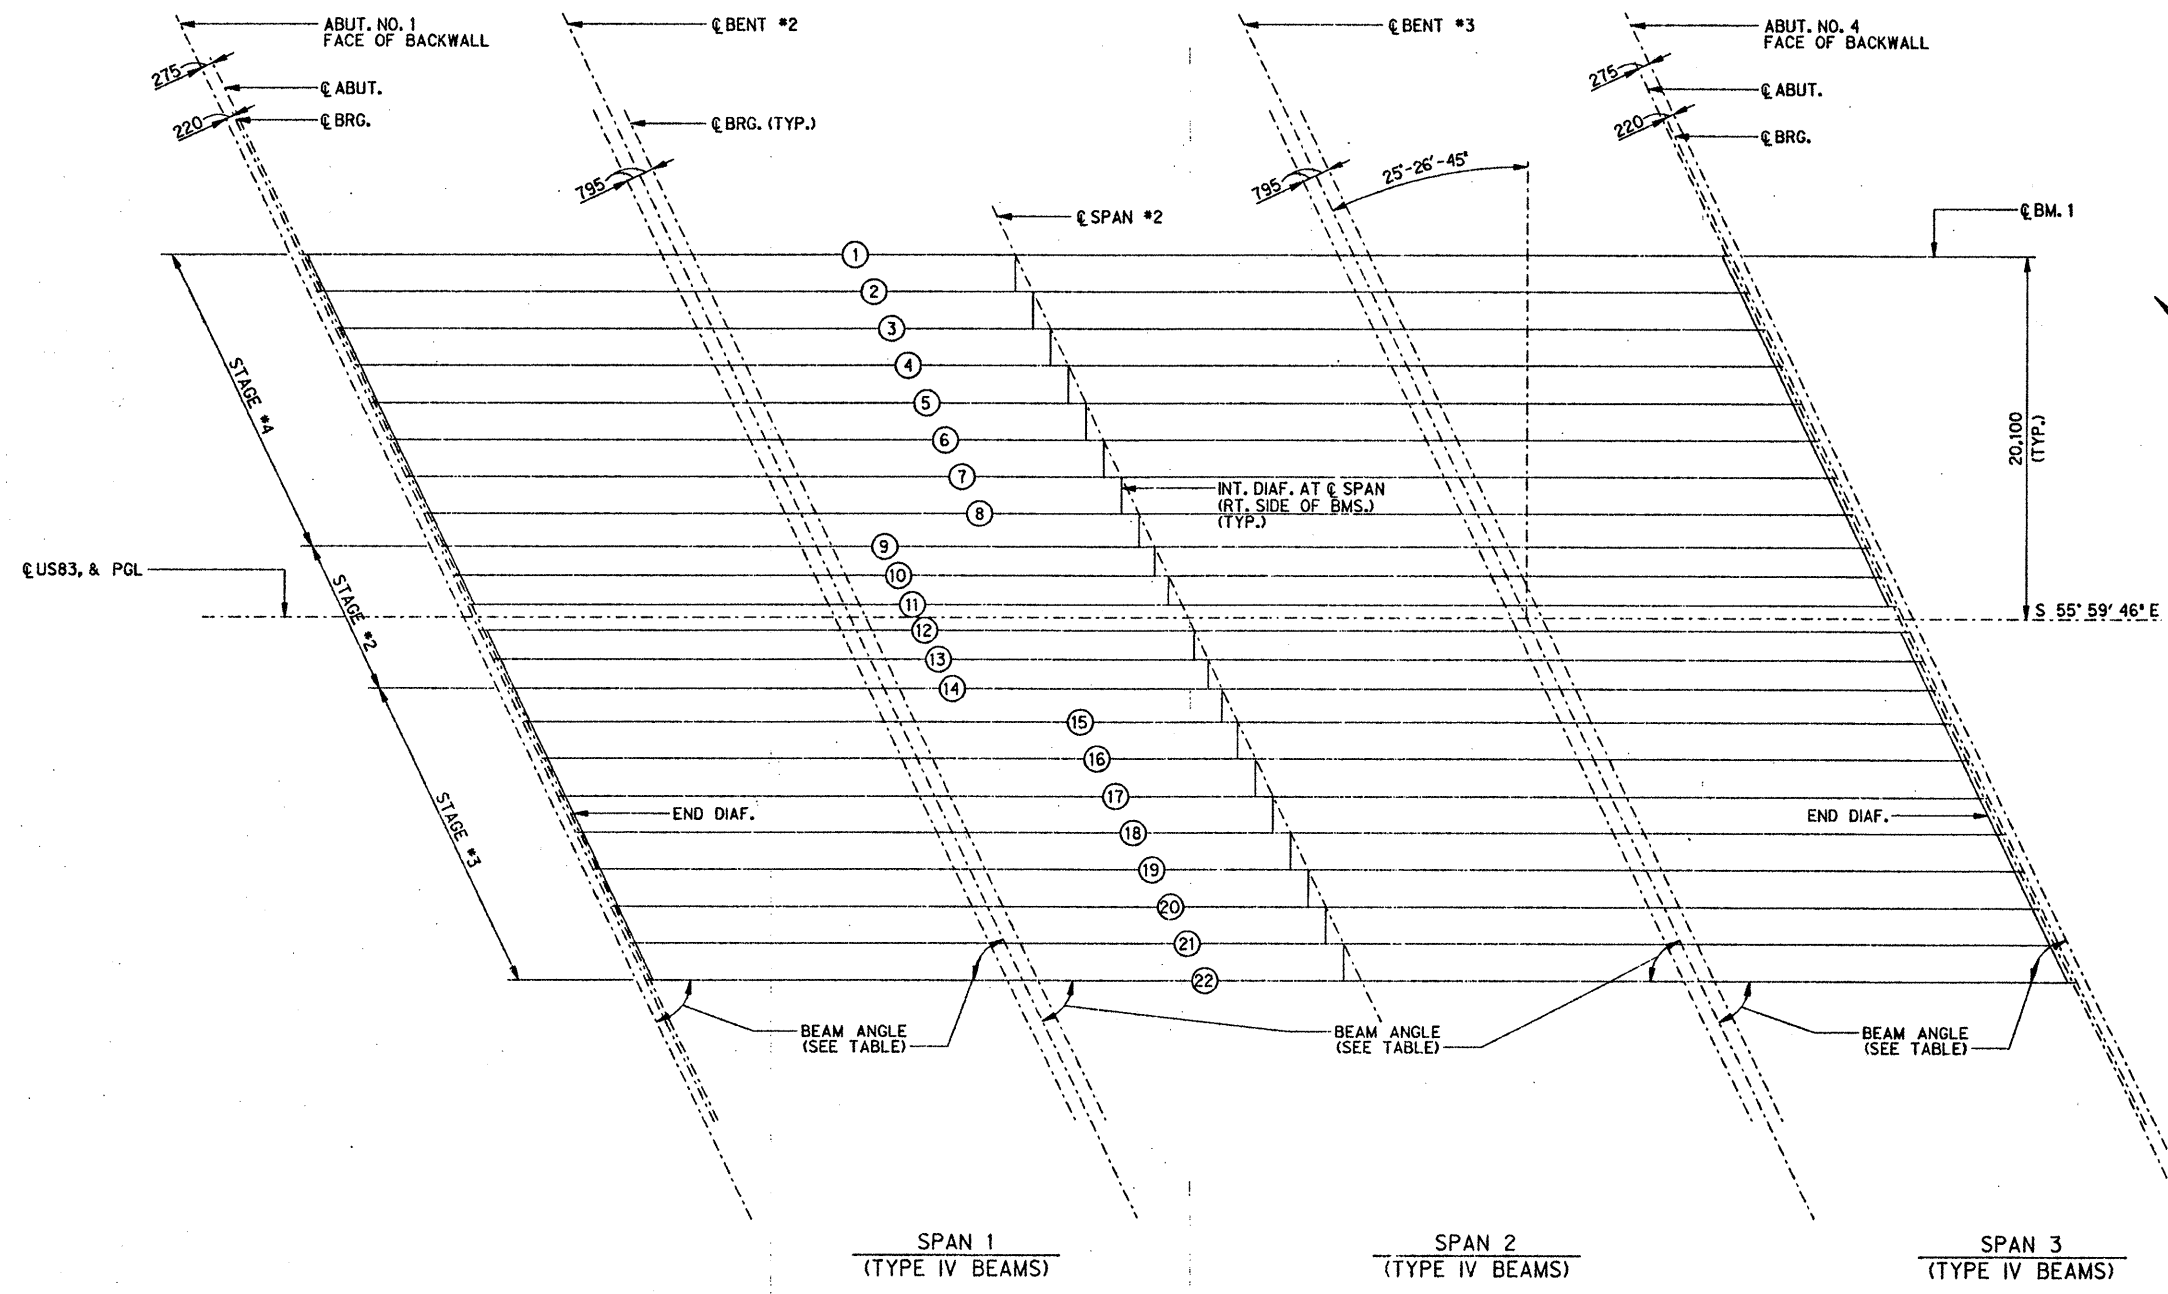 ABUT. NO. 1
FACE OF BACKWALL
℄ BENT #2
℄ BENT #3
ABUT. NO. 4
FACE OF BACKWALL
275
℄ ABUT.
220
℄ BRG.
℄ BRG. (TYP.)
795
795
25°-26'-45"
275
℄ ABUT.
220
℄ BRG.
℄ SPAN #2
℄ BM. 1
1
2
3
4
5
6
7
8
9
10
11
12
13
14
15
16
17
18
19
20
21
22
STAGE #4
STAGE #2
STAGE #3
20,100
(TYP.)
INT. DIAF. AT ℄ SPAN
(RT. SIDE OF BMS.)
(TYP.)
℄ US83, & PGL
S 55° 59' 46" E
END DIAF.
END DIAF.
BEAM ANGLE
(SEE TABLE)
BEAM ANGLE
(SEE TABLE)
BEAM ANGLE
(SEE TABLE)
SPAN 1
(TYPE IV BEAMS)
SPAN 2
(TYPE IV BEAMS)
SPAN 3
(TYPE IV BEAMS)